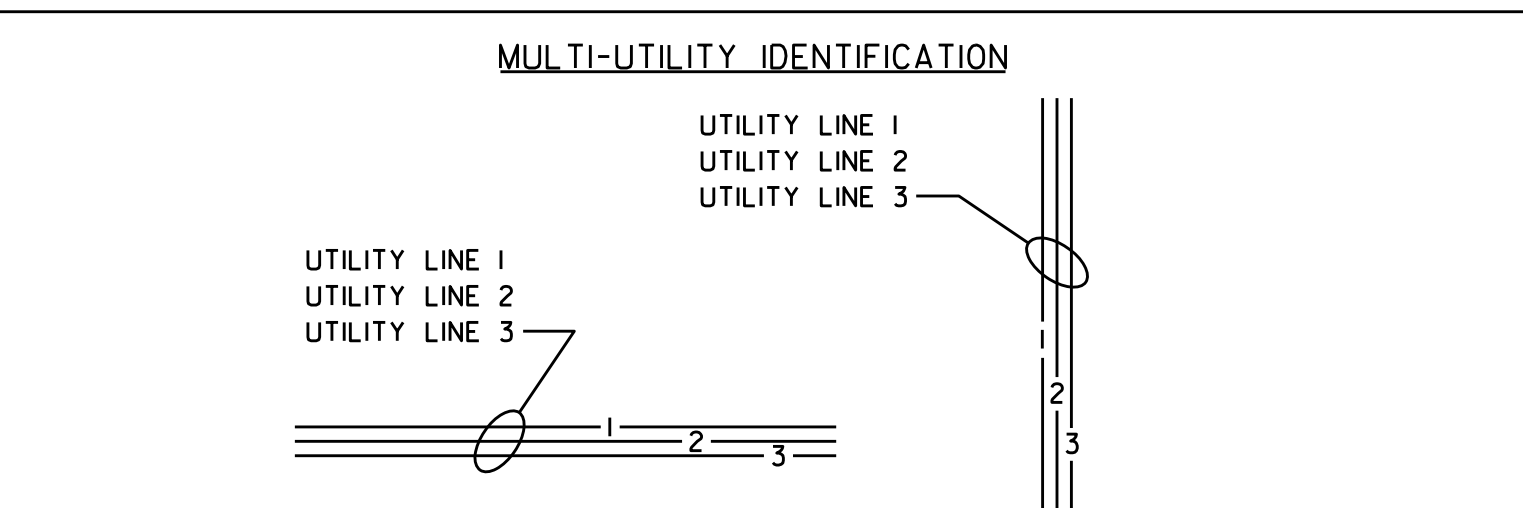 MULTI-UTILITY IDENTIFICATION
UTILITY LINE 1
UTILITY LINE 2
UTILITY LINE 3
UTILITY LINE 1
UTILITY LINE 2
UTILITY LINE 3
1
2
3
1
2
3